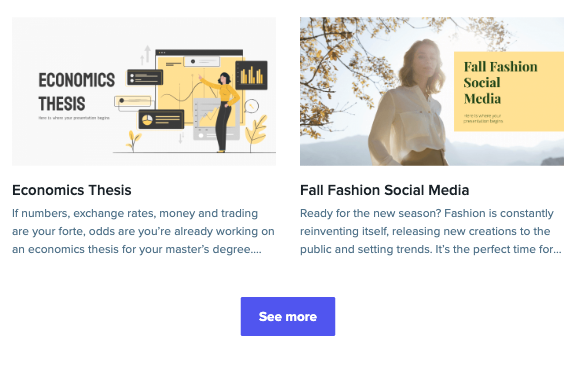 ECONOMICS
THESIS
Here is where your presentation begins
Fall Fashion
Social
Media
Here is where your
presentation begins
Economics Thesis
If numbers, exchange rates, money and trading
are your forte, odds are you're already working on
an economics thesis for your master's degree....
Fall Fashion Social Media
Ready for the new season? Fashion is constantly
reinventing itself, releasing new creations to the
public and setting trends. It's the perfect time for...
See more